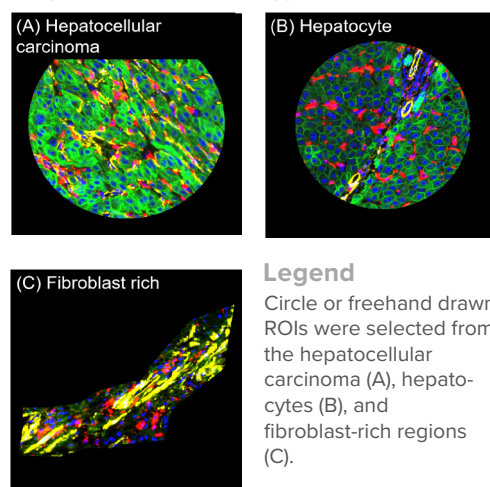 (A) Hepatocellular
carcinoma
(B) Hepatocyte
(C) Fibroblast rich
Legend
Circle or freehand drawn
ROIs were selected from
the hepatocellular
carcinoma (A), hepato-
cytes (B), and
fibroblast-rich regions
(C).